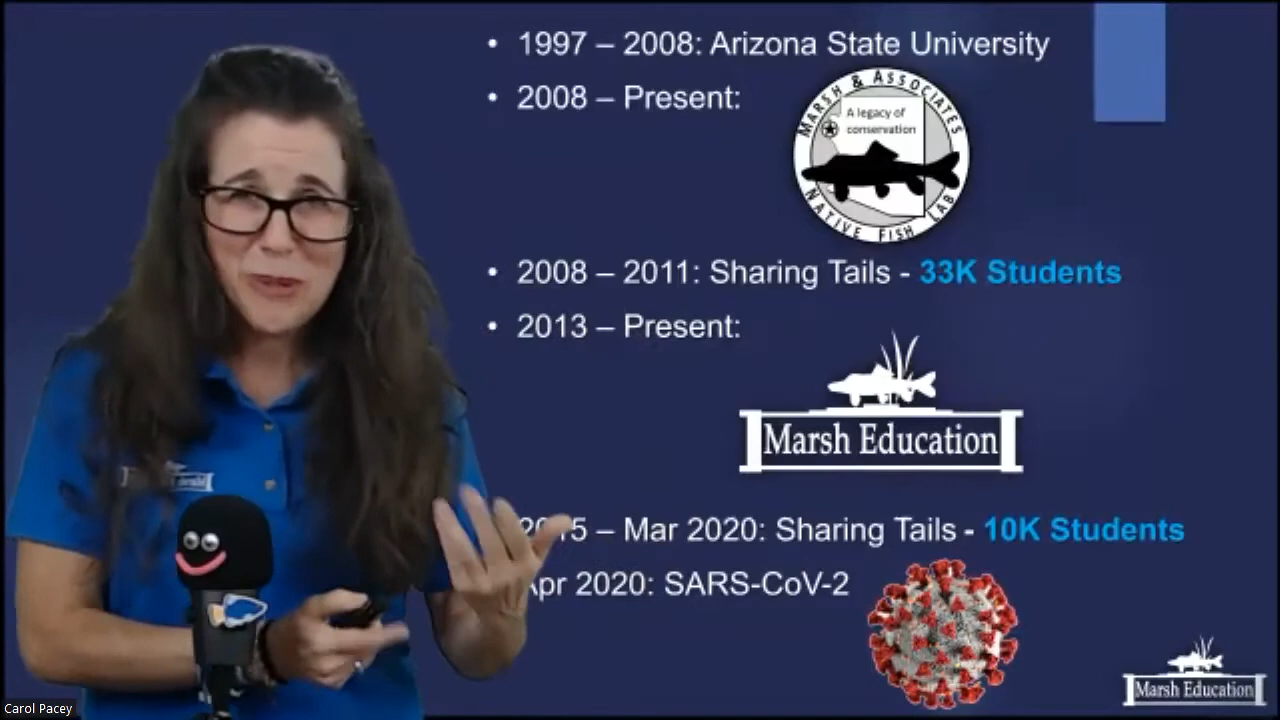 • 1997 – 2008: Arizona State University
• 2008 – Present:
MARSH & ASSOCIATES
A legacy of
conservation
NATIVE FISH LAB
• 2008 – 2011: Sharing Tails - 33K Students
• 2013 – Present:
Marsh Education
– Mar 2020: Sharing Tails - 10K Students
2020: SARS-CoV-2
Marsh Education
Carol Pacey